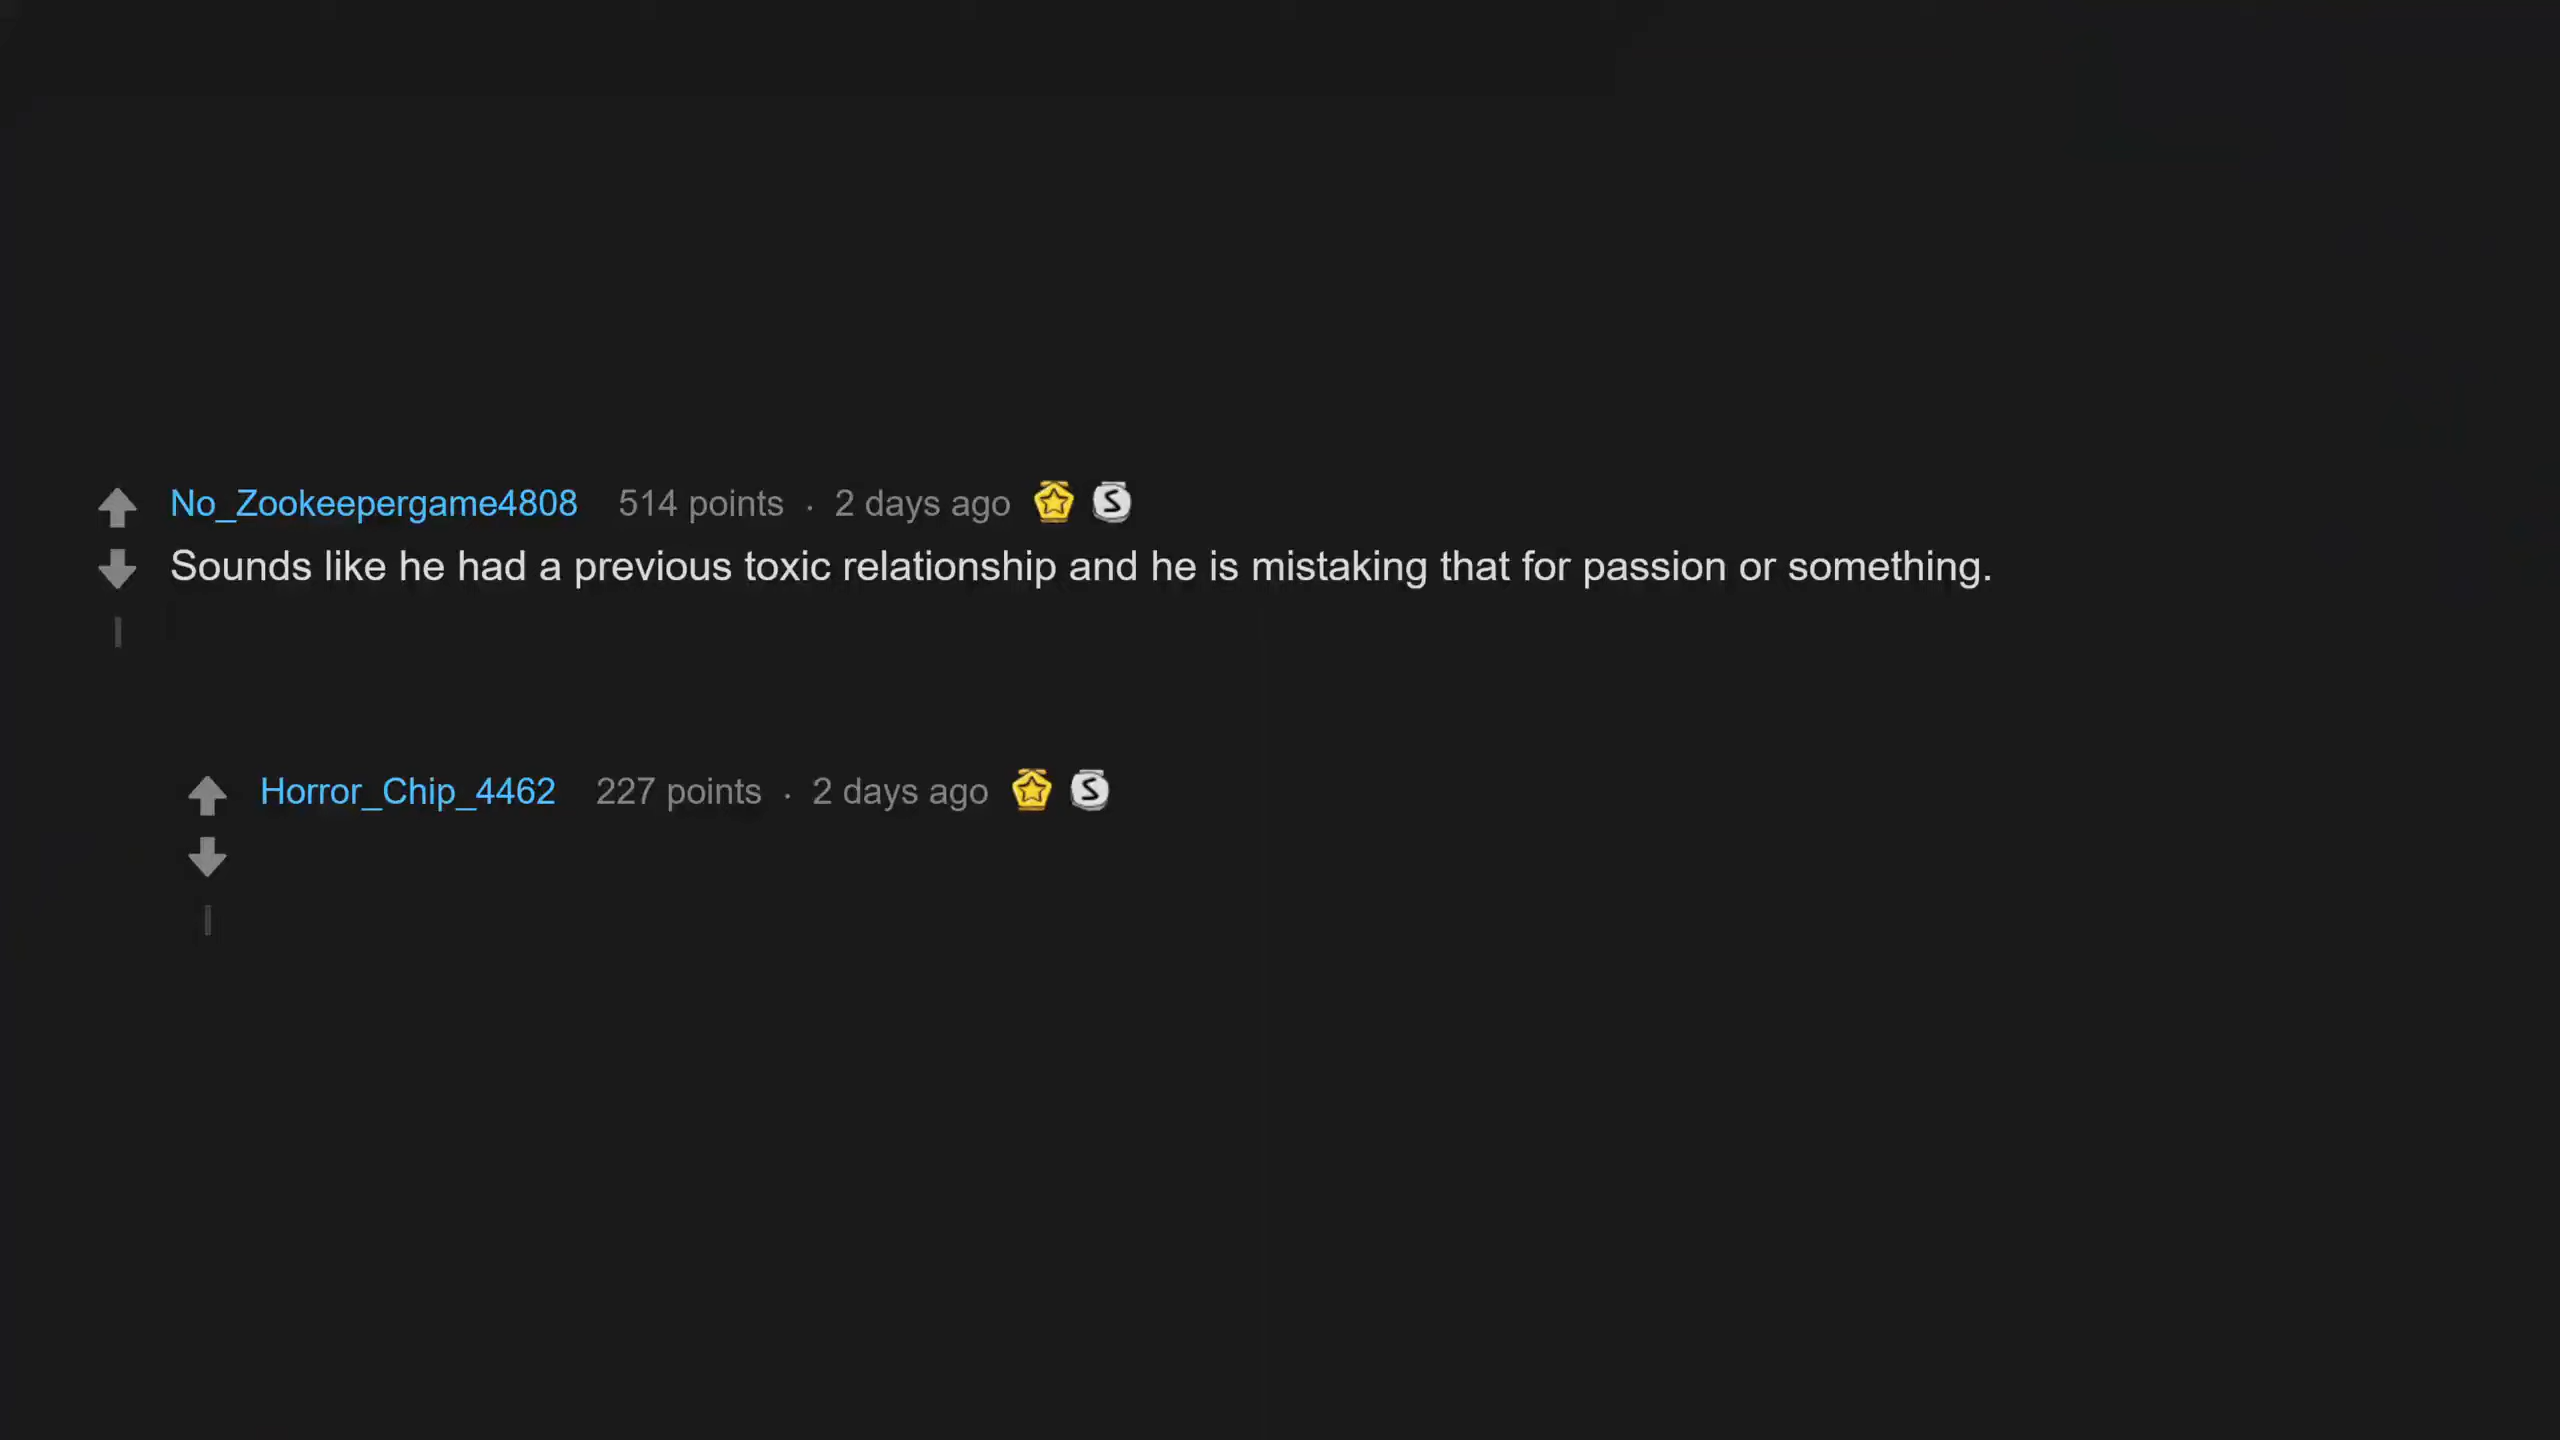 No_Zookeepergame4808 514 points · 2 days ago S
Sounds like he had a previous toxic relationship and he is mistaking that for passion or something.
Horror_Chip_4462 227 points · 2 days ago S